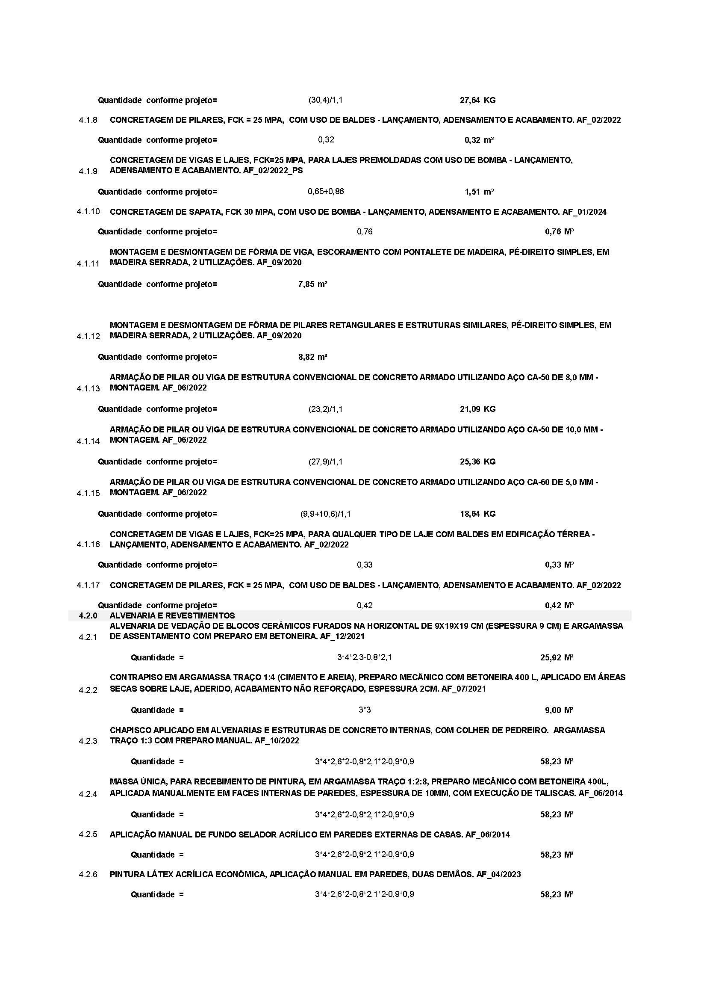 Quantidade conforme projeto= (30,4)/1,1 27,64 KG
4.1.8 CONCRETAGEM DE PILARES, FCK = 25 MPA, COM USO DE BALDES - LANÇAMENTO, ADENSAMENTO E ACABAMENTO. AF_02/2022
Quantidade conforme projeto= 0,32 0,32 m³
CONCRETAGEM DE VIGAS E LAJES, FCK=25 MPA, PARA LAJES PREMOLDADAS COM USO DE BOMBA - LANÇAMENTO,
4.1.9 ADENSAMENTO E ACABAMENTO. AF_02/2022_PS
Quantidade conforme projeto= 0,65+0,86 1,51 m³
4.1.10 CONCRETAGEM DE SAPATA, FCK 30 MPA, COM USO DE BOMBA - LANÇAMENTO, ADENSAMENTO E ACABAMENTO. AF_01/2024
Quantidade conforme projeto= 0,76 0,76 M³
MONTAGEM E DESMONTAGEM DE FÔRMA DE VIGA, ESCORAMENTO COM PONTALETE DE MADEIRA, PÉ-DIREITO SIMPLES, EM
4.1.11 MADEIRA SERRADA, 2 UTILIZAÇÕES. AF_09/2020
Quantidade conforme projeto= 7,85 m²
MONTAGEM E DESMONTAGEM DE FÔRMA DE PILARES RETANGULARES E ESTRUTURAS SIMILARES, PÉ-DIREITO SIMPLES, EM
4.1.12 MADEIRA SERRADA, 2 UTILIZAÇÕES. AF_09/2020
Quantidade conforme projeto= 8,82 m²
ARMAÇÃO DE PILAR OU VIGA DE ESTRUTURA CONVENCIONAL DE CONCRETO ARMADO UTILIZANDO AÇO CA-50 DE 8,0 MM -
4.1.13 MONTAGEM. AF_06/2022
Quantidade conforme projeto= (23,2)/1,1 21,09 KG
ARMAÇÃO DE PILAR OU VIGA DE ESTRUTURA CONVENCIONAL DE CONCRETO ARMADO UTILIZANDO AÇO CA-50 DE 10,0 MM -
4.1.14 MONTAGEM. AF_06/2022
Quantidade conforme projeto= (27,9)/1,1 25,36 KG
ARMAÇÃO DE PILAR OU VIGA DE ESTRUTURA CONVENCIONAL DE CONCRETO ARMADO UTILIZANDO AÇO CA-60 DE 5,0 MM -
4.1.15 MONTAGEM. AF_06/2022
Quantidade conforme projeto= (9,9+10,6)/1,1 18,64 KG
CONCRETAGEM DE VIGAS E LAJES, FCK=25 MPA, PARA QUALQUER TIPO DE LAJE COM BALDES EM EDIFICAÇÃO TÉRREA -
4.1.16 LANÇAMENTO, ADENSAMENTO E ACABAMENTO. AF_02/2022
Quantidade conforme projeto= 0,33 0,33 M³
4.1.17 CONCRETAGEM DE PILARES, FCK = 25 MPA, COM USO DE BALDES - LANÇAMENTO, ADENSAMENTO E ACABAMENTO. AF_02/2022
Quantidade conforme projeto= 0,42 0,42 M³
4.2.0 ALVENARIA E REVESTIMENTOS
ALVENARIA DE VEDAÇÃO DE BLOCOS CERÂMICOS FURADOS NA HORIZONTAL DE 9X19X19 CM (ESPESSURA 9 CM) E ARGAMASSA
4.2.1 DE ASSENTAMENTO COM PREPARO EM BETONEIRA. AF_12/2021
Quantidade = 3*4*2,3-0,8*2,1 25,92 M²
CONTRAPISO EM ARGAMASSA TRAÇO 1:4 (CIMENTO E AREIA), PREPARO MECÂNICO COM BETONEIRA 400 L, APLICADO EM ÁREAS
4.2.2 SECAS SOBRE LAJE, ADERIDO, ACABAMENTO NÃO REFORÇADO, ESPESSURA 2CM. AF_07/2021
Quantidade = 3*3 9,00 M²
CHAPISCO APLICADO EM ALVENARIAS E ESTRUTURAS DE CONCRETO INTERNAS, COM COLHER DE PEDREIRO. ARGAMASSA
4.2.3 TRAÇO 1:3 COM PREPARO MANUAL. AF_10/2022
Quantidade = 3*4*2,6*2-0,8*2,1*2-0,9*0,9 58,23 M²
MASSA ÚNICA, PARA RECEBIMENTO DE PINTURA, EM ARGAMASSA TRAÇO 1:2:8, PREPARO MECÂNICO COM BETONEIRA 400L,
4.2.4 APLICADA MANUALMENTE EM FACES INTERNAS DE PAREDES, ESPESSURA DE 10MM, COM EXECUÇÃO DE TALISCAS. AF_06/2014
Quantidade = 3*4*2,6*2-0,8*2,1*2-0,9*0,9 58,23 M²
4.2.5 APLICAÇÃO MANUAL DE FUNDO SELADOR ACRÍLICO EM PAREDES EXTERNAS DE CASAS. AF_06/2014
Quantidade = 3*4*2,6*2-0,8*2,1*2-0,9*0,9 58,23 M²
4.2.6 PINTURA LÁTEX ACRÍLICA ECONÔMICA, APLICAÇÃO MANUAL EM PAREDES, DUAS DEMÃOS. AF_04/2023
Quantidade = 3*4*2,6*2-0,8*2,1*2-0,9*0,9 58,23 M²